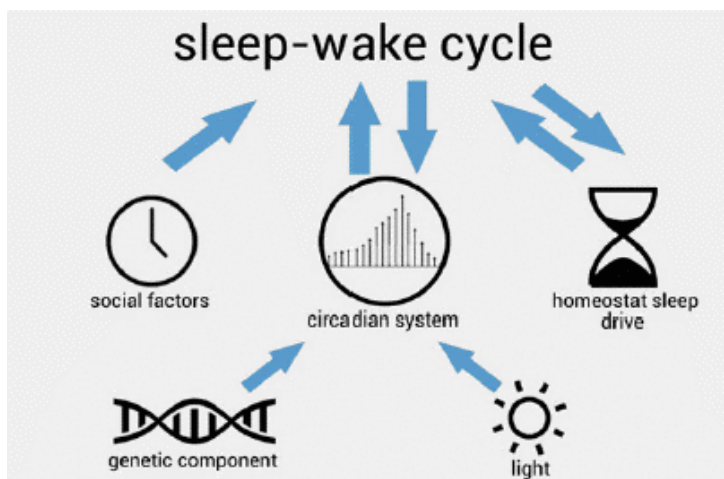 sleep-wake cycle
social factors
circadian system
homeostat sleep
drive
genetic component
light